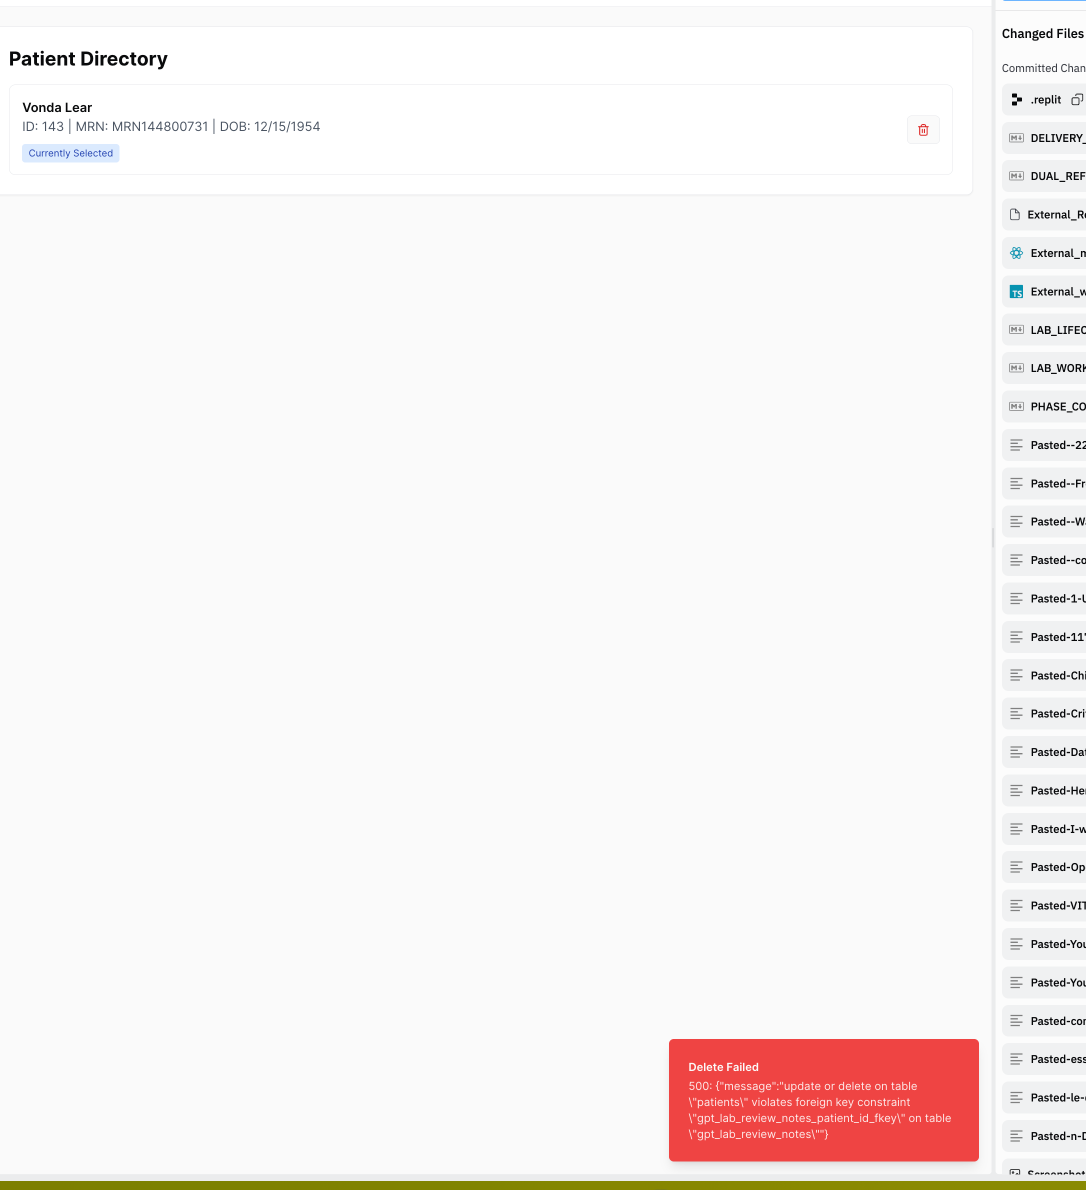 Patient Directory
Vonda Lear
ID: 143 | MRN: MRN144800731 | DOB: 12/15/1954
Currently Selected
Delete Failed
500: {"message":"update or delete on table
\"patients\" violates foreign key constraint
\"gpt_lab_review_notes_patient_id_fkey\" on table
\"gpt_lab_review_notes\""}
Changed Files
Committed Chan
.replit
DELIVERY_
DUAL_REF
External_Re
External_m
External_w
LAB_LIFEC
LAB_WORK
PHASE_CO
Pasted--22
Pasted--Fr
Pasted--Wa
Pasted--co
Pasted-1-U
Pasted-11
Pasted-Chi
Pasted-Cri
Pasted-Dat
Pasted-Her
Pasted-I-w
Pasted-Op
Pasted-VIT
Pasted-You
Pasted-You
Pasted-con
Pasted-ess
Pasted-le-
Pasted-n-D
Screenshot